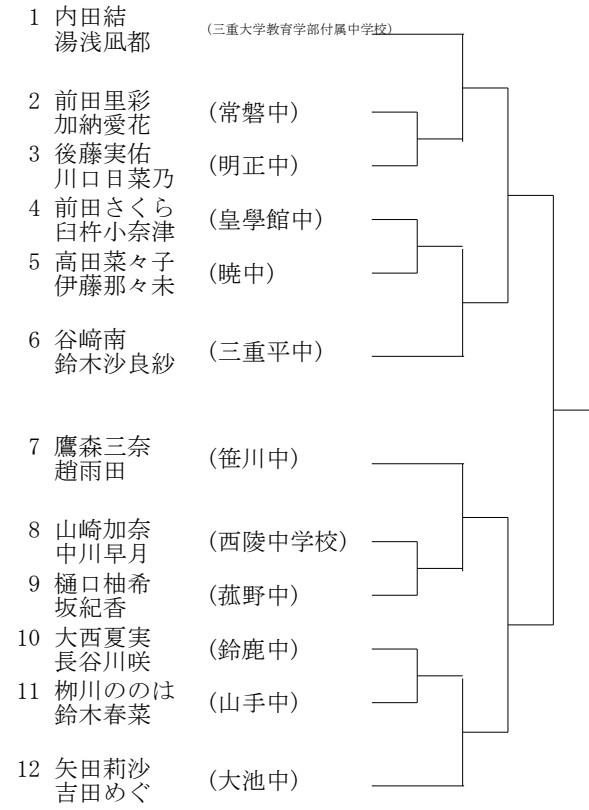 1 内田結
湯浅凪都
(三重大学教育学部付属中学校)
2 前田里彩
加納愛花
(常磐中)
3 後藤実佑
川口日菜乃
(明正中)
4 前田さくら
臼杵小奈津
(皇學館中)
5 高田菜々子
伊藤那々未
(暁中)
6 谷﨑南
鈴木沙良紗
(三重平中)
7 鷹森三奈
趙雨田
(笹川中)
8 山崎加奈
中川早月
(西陵中学校)
9 樋口柚希
坂紀香
(菰野中)
10 大西夏実
長谷川咲
(鈴鹿中)
11 栁川ののは
鈴木春菜
(山手中)
12 矢田莉沙
吉田めぐ
(大池中)